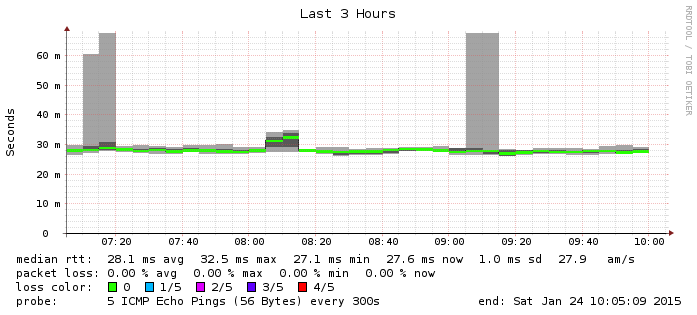 Last 3 Hours
RRDTOOL / TOBI OETIKER
Seconds
60 m
50 m
40 m
30 m
20 m
10 m
0
07:20 07:40 08:00 08:20 08:40 09:00 09:20 09:40 10:00
median rtt: 28.1 ms avg 32.5 ms max 27.1 ms min 27.6 ms now 1.0 ms sd 27.9 am/s
packet loss: 0.00 % avg 0.00 % max 0.00 % min 0.00 % now
loss color: 0 1/5 2/5 3/5 4/5
probe: 5 ICMP Echo Pings (56 Bytes) every 300s end: Sat Jan 24 10:05:09 2015